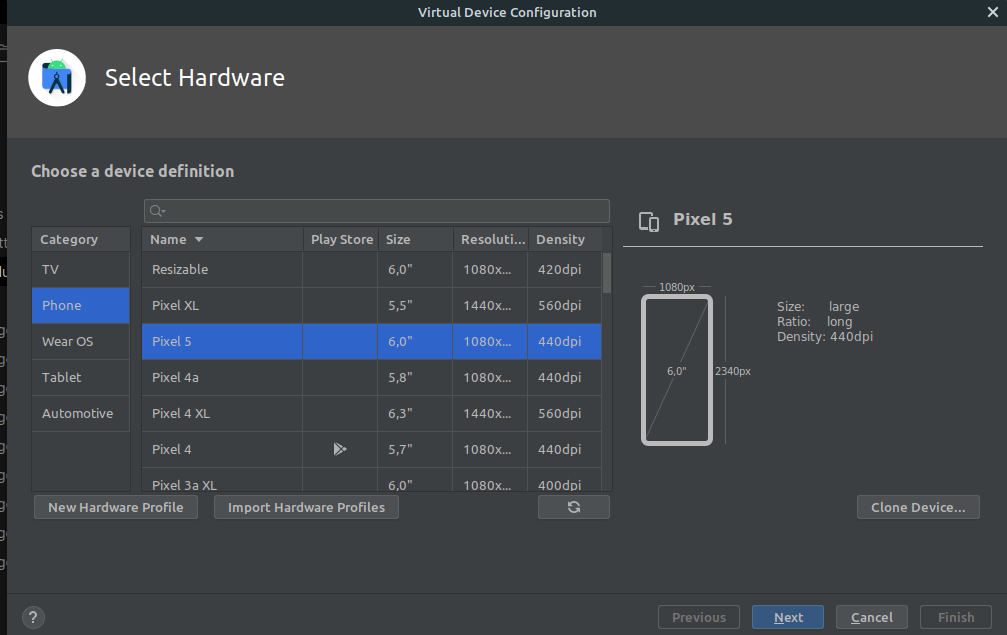 Virtual Device Configuration
Select Hardware
Choose a device definition
Category
TV
Phone
Wear OS
Tablet
Automotive
Name Play Store Size Resoluti... Density
Resizable 6,0" 1080x... 420dpi
Pixel XL 5,5" 1440x... 560dpi
Pixel 5 6,0" 1080x... 440dpi
Pixel 4a 5,8" 1080x... 440dpi
Pixel 4 XL 6,3" 1440x... 560dpi
Pixel 4 5,7" 1080x... 440dpi
Pixel 3a XL 6,0" 1080x... 400dpi
Pixel 5
1080px
6,0"
2340px
Size: large
Ratio: long
Density: 440dpi
New Hardware Profile Import Hardware Profiles Clone Device...
? Previous Next Cancel Finish